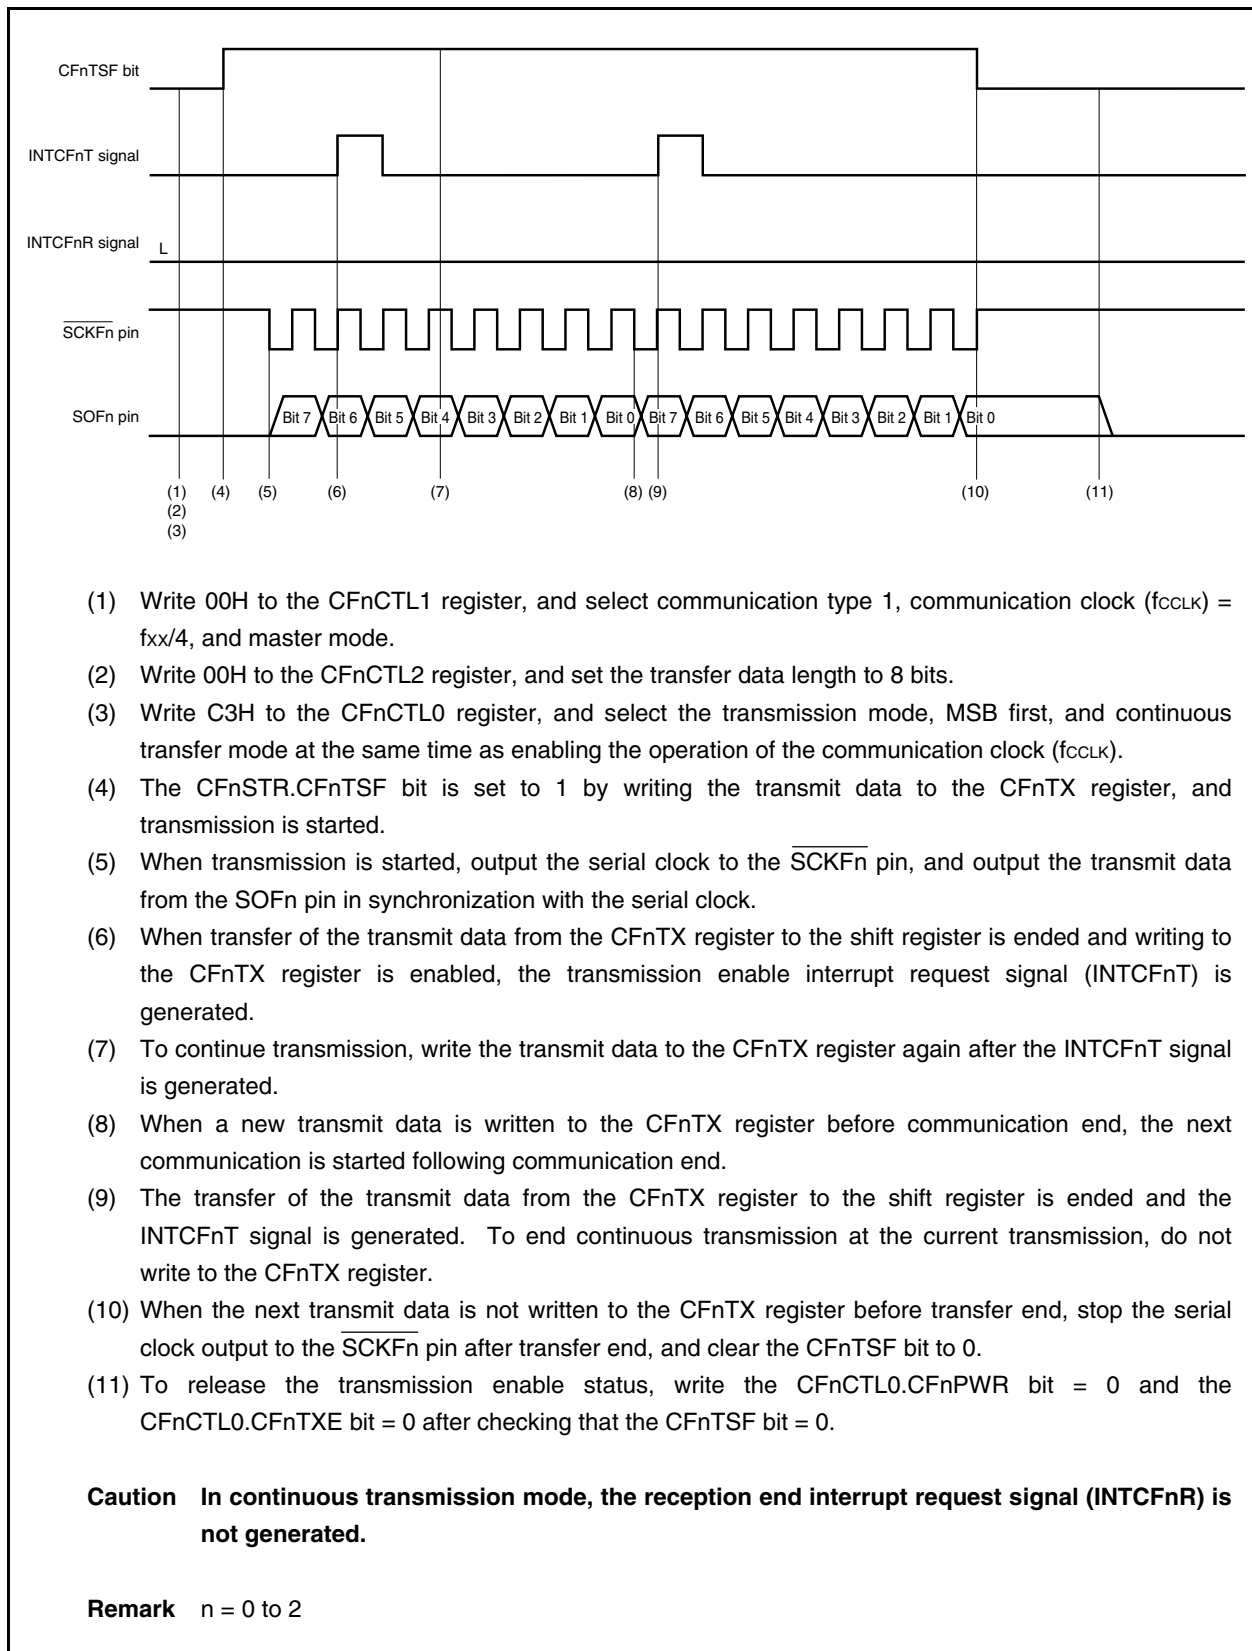 CFnTSF bit
INTCFnT signal
INTCFnR signal L
SCKFn pin
SOFn pin Bit 7 Bit 6 Bit 5 Bit 4 Bit 3 Bit 2 Bit 1 Bit 0 Bit 7 Bit 6 Bit 5 Bit 4 Bit 3 Bit 2 Bit 1 Bit 0
(1) (4) (5) (6) (7) (8) (9) (10) (11)
(2)
(3)
(1) Write 00H to the CFnCTL1 register, and select communication type 1, communication clock (fCCLK) =
fxx/4, and master mode.
(2) Write 00H to the CFnCTL2 register, and set the transfer data length to 8 bits.
(3) Write C3H to the CFnCTL0 register, and select the transmission mode, MSB first, and continuous
transfer mode at the same time as enabling the operation of the communication clock (fCCLK).
(4) The CFnSTR.CFnTSF bit is set to 1 by writing the transmit data to the CFnTX register, and
transmission is started.
(5) When transmission is started, output the serial clock to the SCKFn pin, and output the transmit data
from the SOFn pin in synchronization with the serial clock.
(6) When transfer of the transmit data from the CFnTX register to the shift register is ended and writing to
the CFnTX register is enabled, the transmission enable interrupt request signal (INTCFnT) is
generated.
(7) To continue transmission, write the transmit data to the CFnTX register again after the INTCFnT signal
is generated.
(8) When a new transmit data is written to the CFnTX register before communication end, the next
communication is started following communication end.
(9) The transfer of the transmit data from the CFnTX register to the shift register is ended and the
INTCFnT signal is generated. To end continuous transmission at the current transmission, do not
write to the CFnTX register.
(10) When the next transmit data is not written to the CFnTX register before transfer end, stop the serial
clock output to the SCKFn pin after transfer end, and clear the CFnTSF bit to 0.
(11) To release the transmission enable status, write the CFnCTL0.CFnPWR bit = 0 and the
CFnCTL0.CFnTXE bit = 0 after checking that the CFnTSF bit = 0.
Caution In continuous transmission mode, the reception end interrupt request signal (INTCFnR) is
not generated.
Remark n = 0 to 2